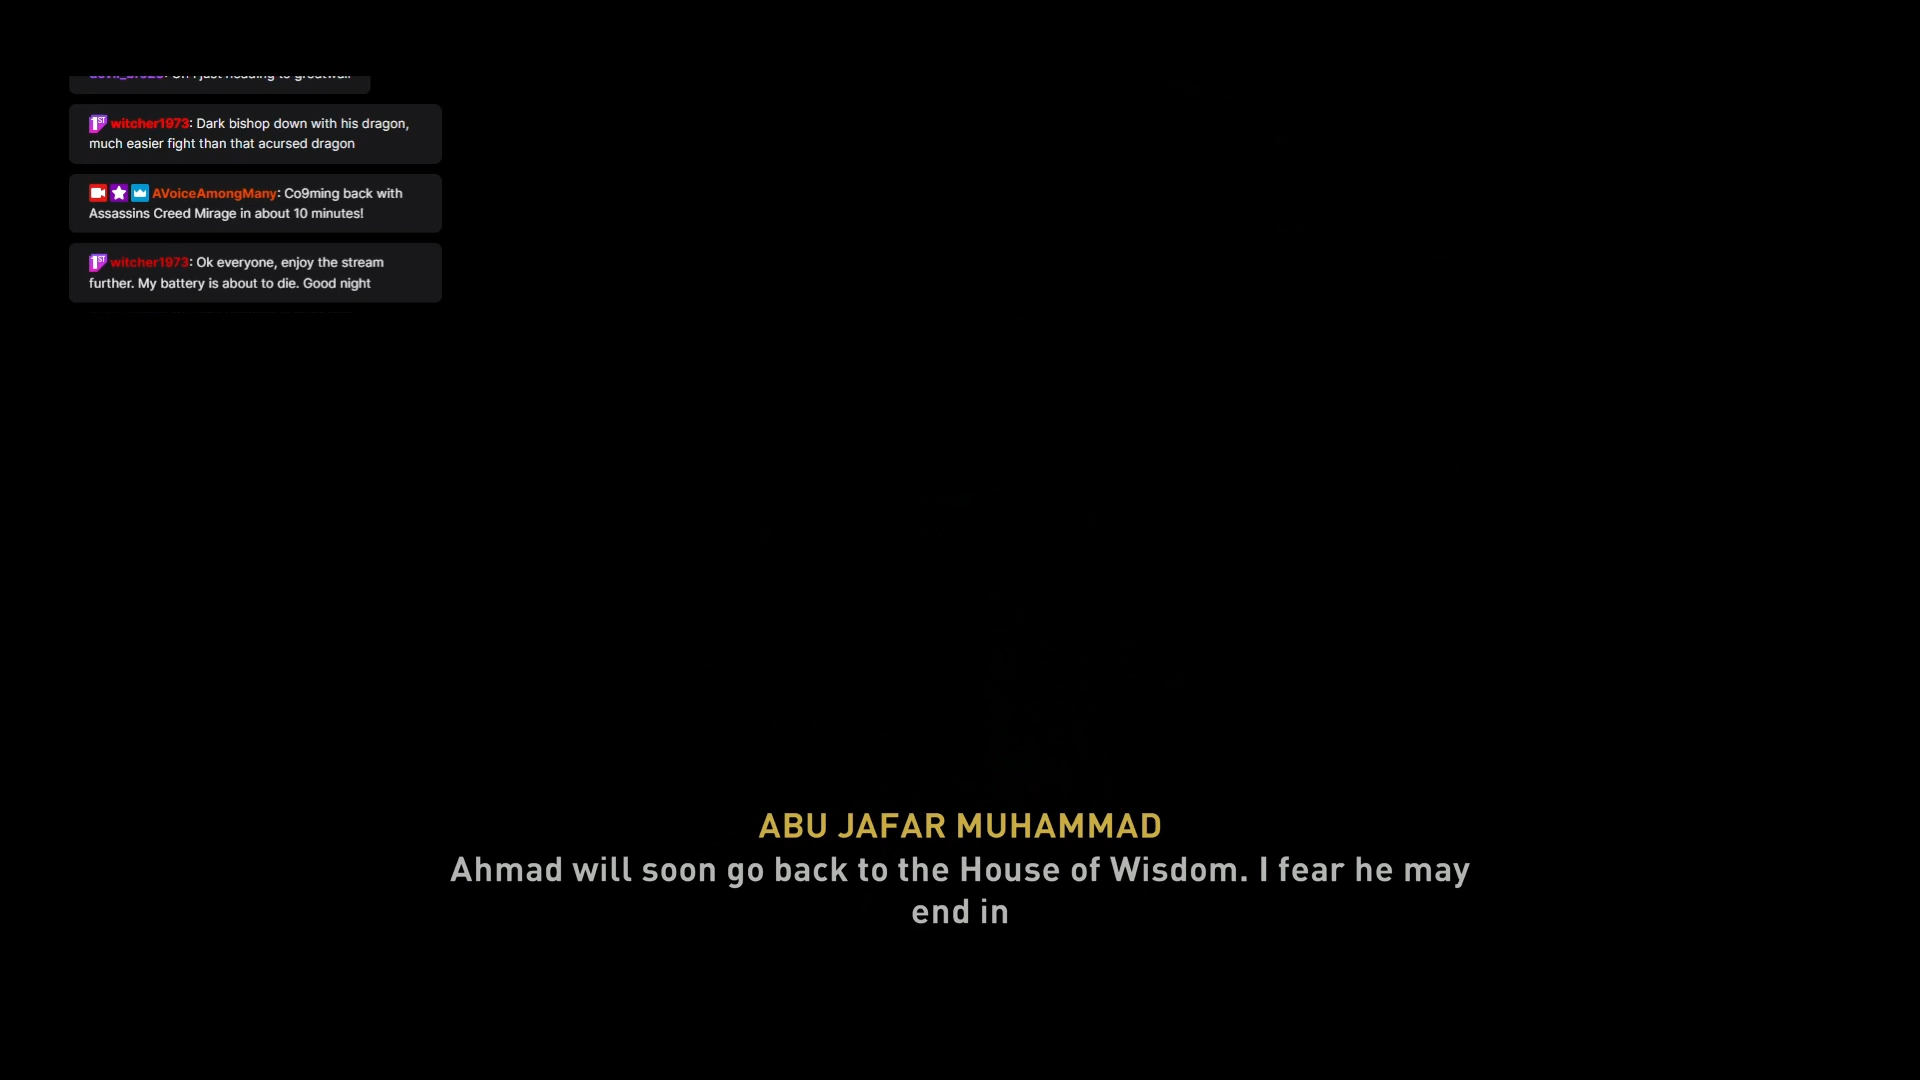 witcher1973: Dark bishop down with his dragon,
much easier fight than that acursed dragon
AVoiceAmongMany: Co9ming back with
Assassins Creed Mirage in about 10 minutes!
witcher1973: Ok everyone, enjoy the stream
further. My battery is about to die. Good night
ABU JAFAR MUHAMMAD
Ahmad will soon go back to the House of Wisdom. I fear he may
end in